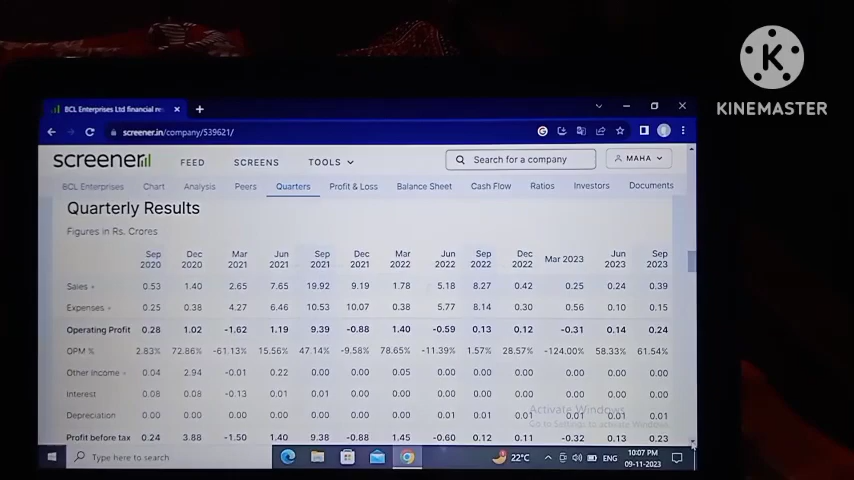 KINEMASTER
BCL Enterprises Ltd financial re
screener.in/company/539621/
screener FEED SCREENS TOOLS Search for a company MAHA
BCL Enterprises Chart Analysis Peers Quarters Profit & Loss Balance Sheet Cash Flow Ratios Investors Documents
Quarterly Results
Figures in Rs. Crores
Sep 2020 Dec 2020 Mar 2021 Jun 2021 Sep 2021 Dec 2021 Mar 2022 Jun 2022 Sep 2022 Dec 2022 Mar 2023 Jun 2023 Sep 2023
Sales + 0.53 1.40 2.65 7.65 19.92 9.19 1.78 5.18 8.27 0.42 0.25 0.24 0.39
Expenses + 0.25 0.38 4.27 6.46 10.53 10.07 0.38 5.77 8.14 0.30 0.56 0.10 0.15
Operating Profit 0.28 1.02 -1.62 1.19 9.39 -0.88 1.40 -0.59 0.13 0.12 -0.31 0.14 0.24
OPM % 2.83% 72.86% -61.13% 15.56% 47.14% -9.58% 78.65% -11.39% 1.57% 28.57% -124.00% 58.33% 61.54%
Other Income + 0.04 2.94 -0.01 0.22 0.00 0.00 0.05 0.00 0.00 0.00 0.00 0.00 0.00
Interest 0.08 0.08 -0.13 0.01 0.01 0.00 0.00 0.00 0.00 0.00 0.00 0.00 0.00
Depreciation 0.00 0.00 0.00 0.00 0.00 0.00 0.00 0.01 0.01 0.01 0.01 0.01 0.01
Activate Windows
Go to Settings to activate Windows.
Profit before tax 0.24 3.88 -1.50 1.40 9.38 -0.88 1.45 -0.60 0.12 0.11 -0.32 0.13 0.23
Type here to search 22°C ENG 10:07 PM
09-11-2023